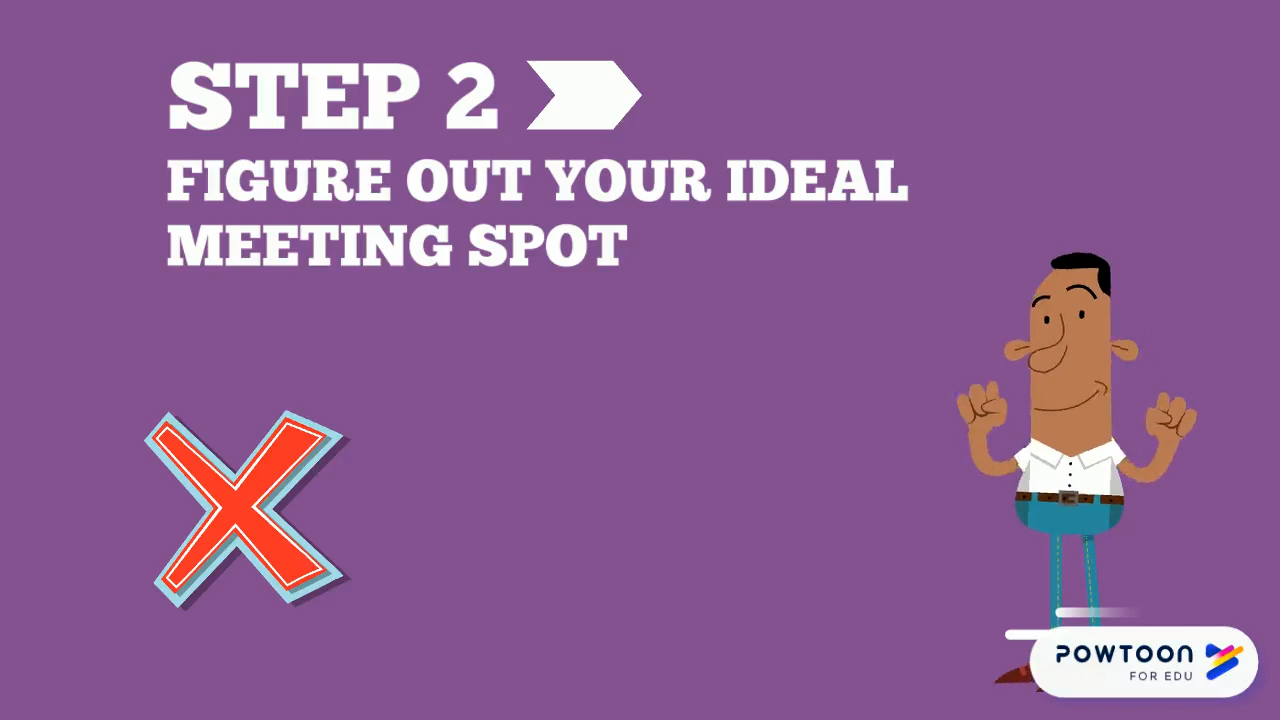 STEP 2
FIGURE OUT YOUR IDEAL
MEETING SPOT
POWTOON
FOR EDU